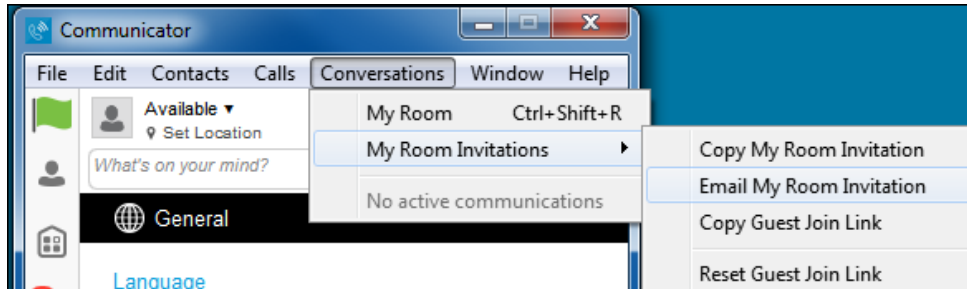 Communicator
File Edit Contacts Calls Conversations Window Help
Available ▾
Set Location
What's on your mind?
My Room Ctrl+Shift+R
My Room Invitations
No active communications
Copy My Room Invitation
Email My Room Invitation
Copy Guest Join Link
Reset Guest Join Link
General
Language